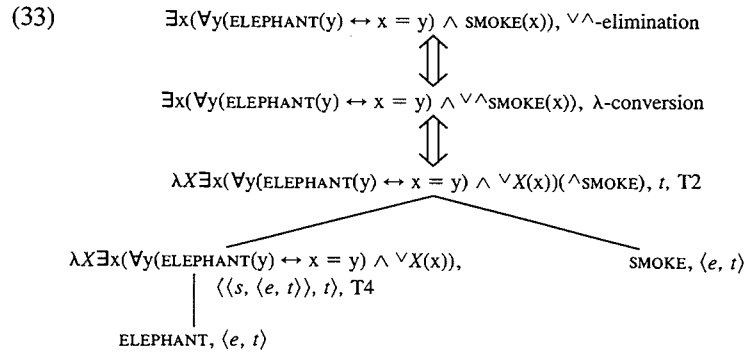 (33) ∃x(∀y(ELEPHANT(y) ↔ x = y) ∧ SMOKE(x)), ∨∧-elimination
∃x(∀y(ELEPHANT(y) ↔ x = y) ∧ ∨∧SMOKE(x)), λ-conversion
λX∃x(∀y(ELEPHANT(y) ↔ x = y) ∧ ∨X(x))(∧SMOKE), t, T2
λX∃x(∀y(ELEPHANT(y) ↔ x = y) ∧ ∨X(x)), SMOKE, ⟨e, t⟩
⟨⟨s, ⟨e, t⟩⟩, t⟩, T4
ELEPHANT, ⟨e, t⟩